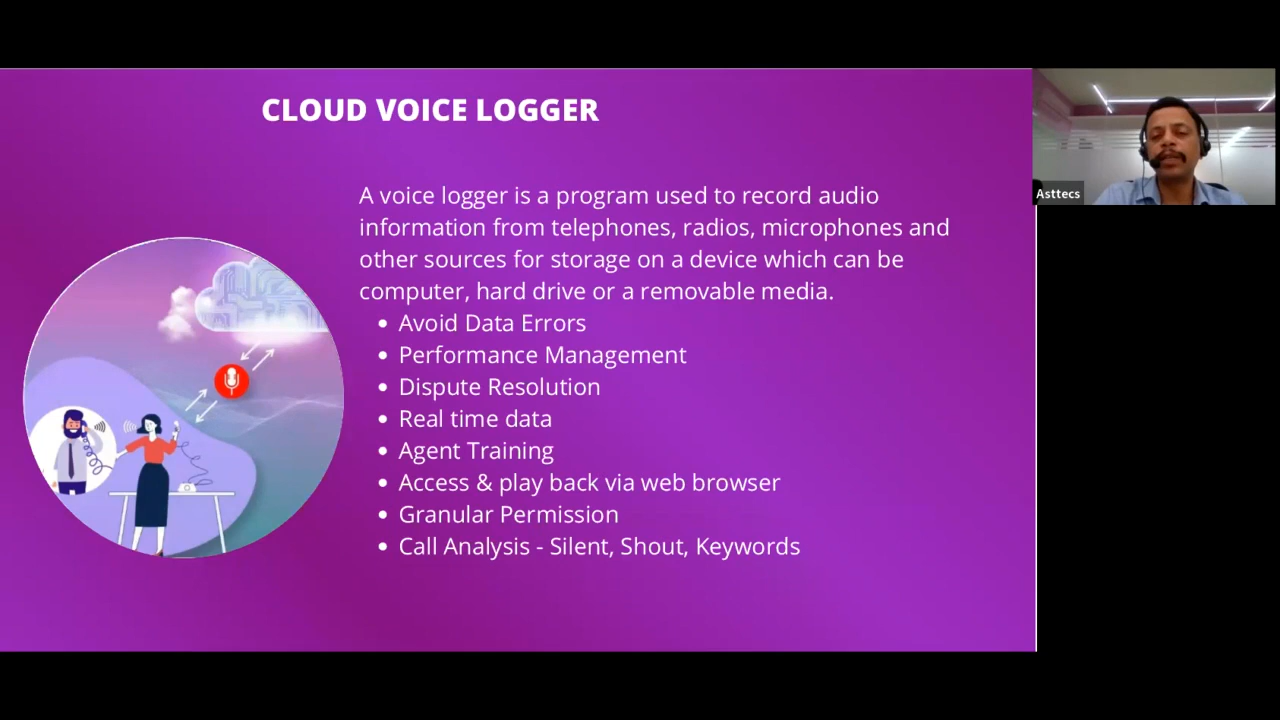 CLOUD VOICE LOGGER
A voice logger is a program used to record audio
information from telephones, radios, microphones and
other sources for storage on a device which can be
computer, hard drive or a removable media.
• Avoid Data Errors
• Performance Management
• Dispute Resolution
• Real time data
• Agent Training
• Access & play back via web browser
• Granular Permission
• Call Analysis - Silent, Shout, Keywords
Asttecs